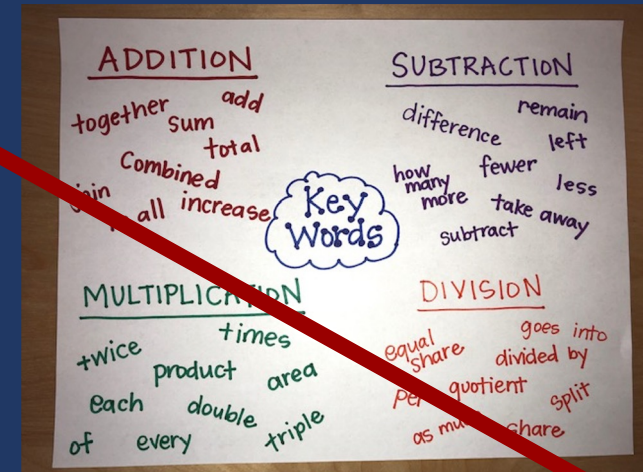 ADDITION
together
add
sum
total
Combined
all
increase
SUBTRACTION
difference
remain
left
how
many
more
fewer
less
take away
subtract
Key
Words
MULTIPLICATION
twice
times
product
area
each
double
triple
of
every
DIVISION
equal
share
goes into
divided by
quotient
split
as
share